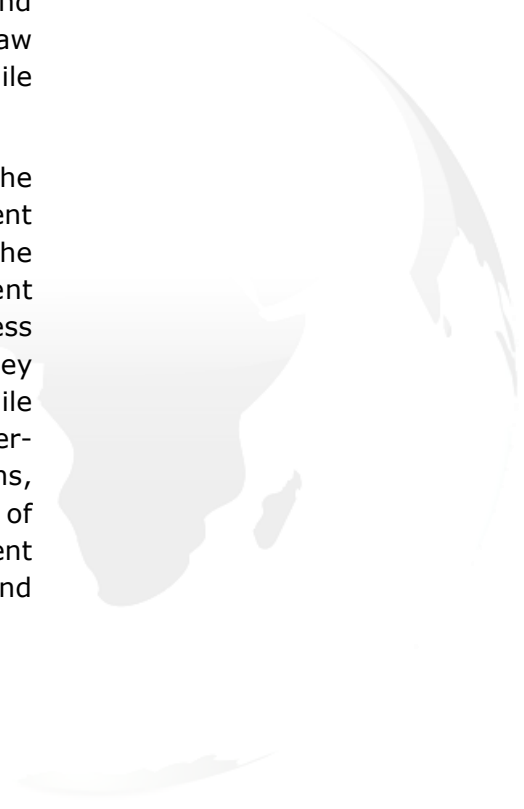 nd
aw
ile
he
ent
he
ent
ess
ey
ile
er-
ns,
of
ent
nd